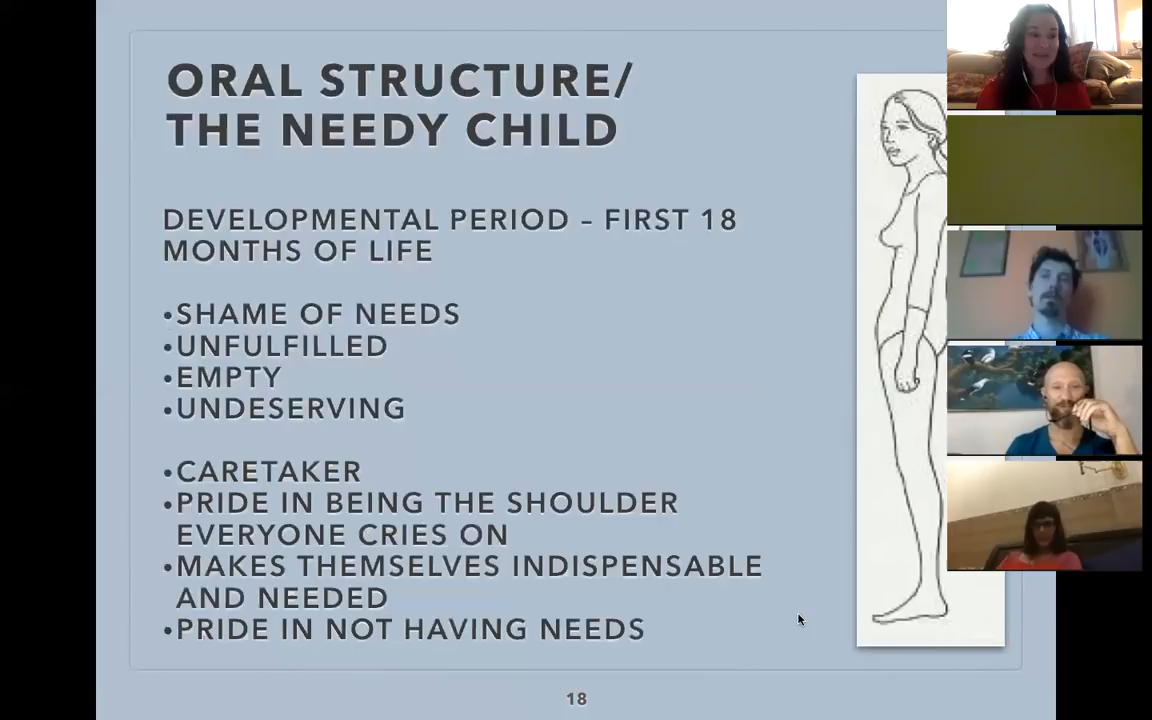 ORAL STRUCTURE/
THE NEEDY CHILD
DEVELOPMENTAL PERIOD – FIRST 18
MONTHS OF LIFE
•SHAME OF NEEDS
•UNFULFILLED
•EMPTY
•UNDESERVING
•CARETAKER
•PRIDE IN BEING THE SHOULDER
EVERYONE CRIES ON
•MAKES THEMSELVES INDISPENSABLE
AND NEEDED
•PRIDE IN NOT HAVING NEEDS
18